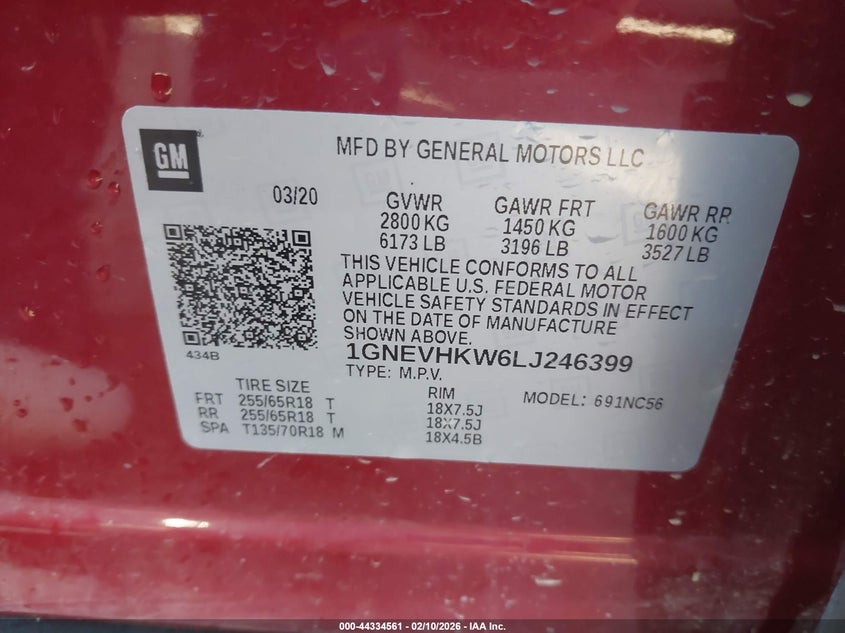 GM
MFD BY GENERAL MOTORS LLC
03/20
GVWR
2800 KG
6173 LB
GAWR FRT
1450 KG
3196 LB
GAWR RR
1600 KG
3527 LB
THIS VEHICLE CONFORMS TO ALL
APPLICABLE U.S. FEDERAL MOTOR
VEHICLE SAFETY STANDARDS IN EFFECT
ON THE DATE OF MANUFACTURE
SHOWN ABOVE.
434B
1GNEVHKW6LJ246399
TYPE: M.P.V.
TIRE SIZE
FRT 255/65R18 T
RR 255/65R18 T
SPA T135/70R18 M
RIM
18X7.5J
18X7.5J
18X4.5B
MODEL: 691NC56
000-44334561 — 02/10/2026 — IAA Inc.